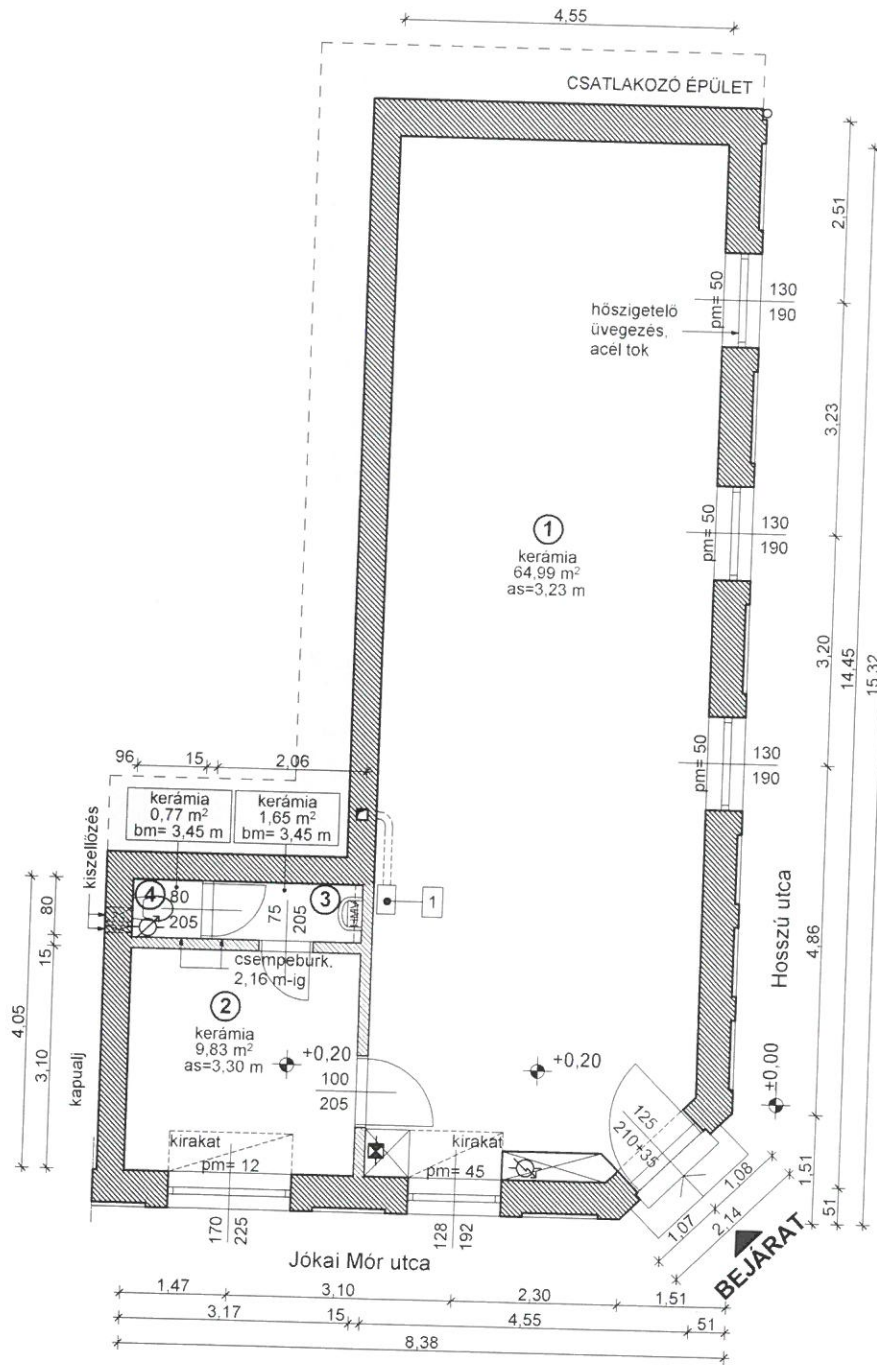 4,55
CSATLAKOZÓ ÉPÜLET
2,51
pm= 50
130
190
hőszigetelő
üvegezés,
acél tok
3,23
1
kerámia
64,99 m²
as=3,23 m
pm= 50
130
190
3,20
14,45
15,32
pm= 50
130
190
96
15
2,06
kerámia
0,77 m²
bm= 3,45 m
kerámia
1,65 m²
bm= 3,45 m
kiszellőzés
4
80
205
75
205
3
HMV
1
80
15
4,05
3,10
csempeburk.
2,16 m-ig
2
kerámia
9,83 m²
as=3,30 m
+0,20
100
205
+0,20
4,86
Hosszú utca
+0,00
kapualj
kirakat
pm= 12
kirakat
pm= 45
125
210+35
1,51
51
1,08
1,07
2,14
BEJÁRAT
170
225
128
192
Jókai Mór utca
1,47
3,10
2,30
1,51
3,17
15
4,55
51
8,38